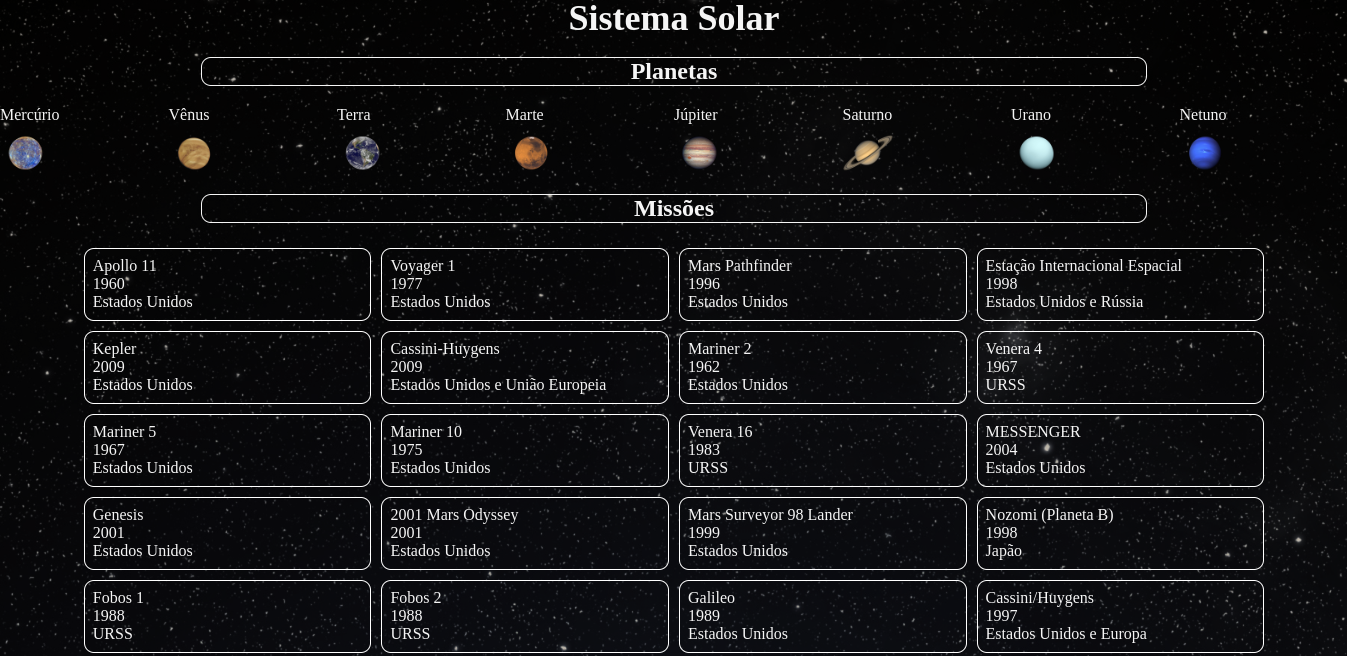 Sistema Solar
Planetas
Mercúrio Vênus Terra Marte Júpiter Saturno Urano Netuno
Missões
Apollo 11
1960
Estados Unidos
Voyager 1
1977
Estados Unidos
Mars Pathfinder
1996
Estados Unidos
Estação Internacional Espacial
1998
Estados Unidos e Rússia
Kepler
2009
Estados Unidos
Cassini-Huygens
2009
Estados Unidos e União Europeia
Mariner 2
1962
Estados Unidos
Venera 4
1967
URSS
Mariner 5
1967
Estados Unidos
Mariner 10
1975
Estados Unidos
Venera 16
1983
URSS
MESSENGER
2004
Estados Unidos
Genesis
2001
Estados Unidos
2001 Mars Odyssey
2001
Estados Unidos
Mars Surveyor 98 Lander
1999
Estados Unidos
Nozomi (Planeta B)
1998
Japão
Fobos 1
1988
URSS
Fobos 2
1988
URSS
Galileo
1989
Estados Unidos
Cassini/Huygens
1997
Estados Unidos e Europa